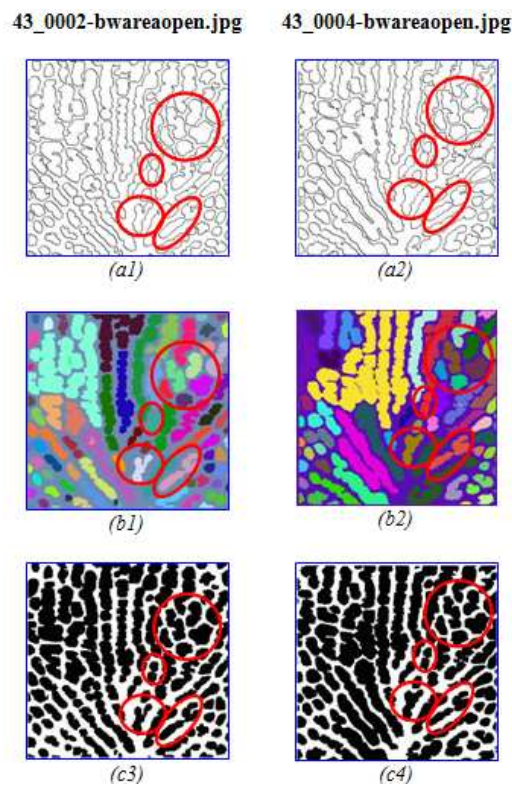 43_0002-bwareaopen.jpg 43_0004-bwareaopen.jpg
(a1) (a2)
(b1) (b2)
(c3) (c4)